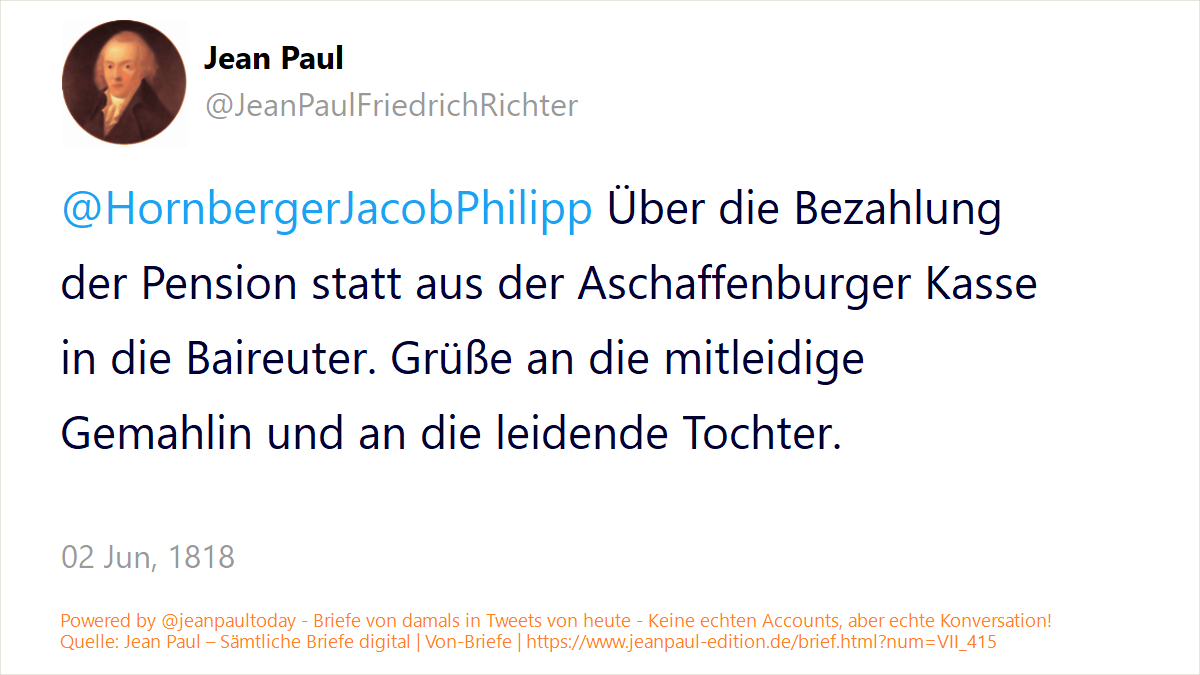 Jean Paul
@JeanPaulFriedrichRichter
@HornbergerJacobPhilipp Über die Bezahlung
der Pension statt aus der Aschaffenburger Kasse
in die Baireuter. Grüße an die mitleidige
Gemahlin und an die leidende Tochter.
02 Jun, 1818
Powered by @jeanpaultoday - Briefe von damals in Tweets von heute - Keine echten Accounts, aber echte Konversation!
Quelle: Jean Paul – Sämtliche Briefe digital | Von-Briefe | https://www.jeanpaul-edition.de/brief.html?num=VII_415